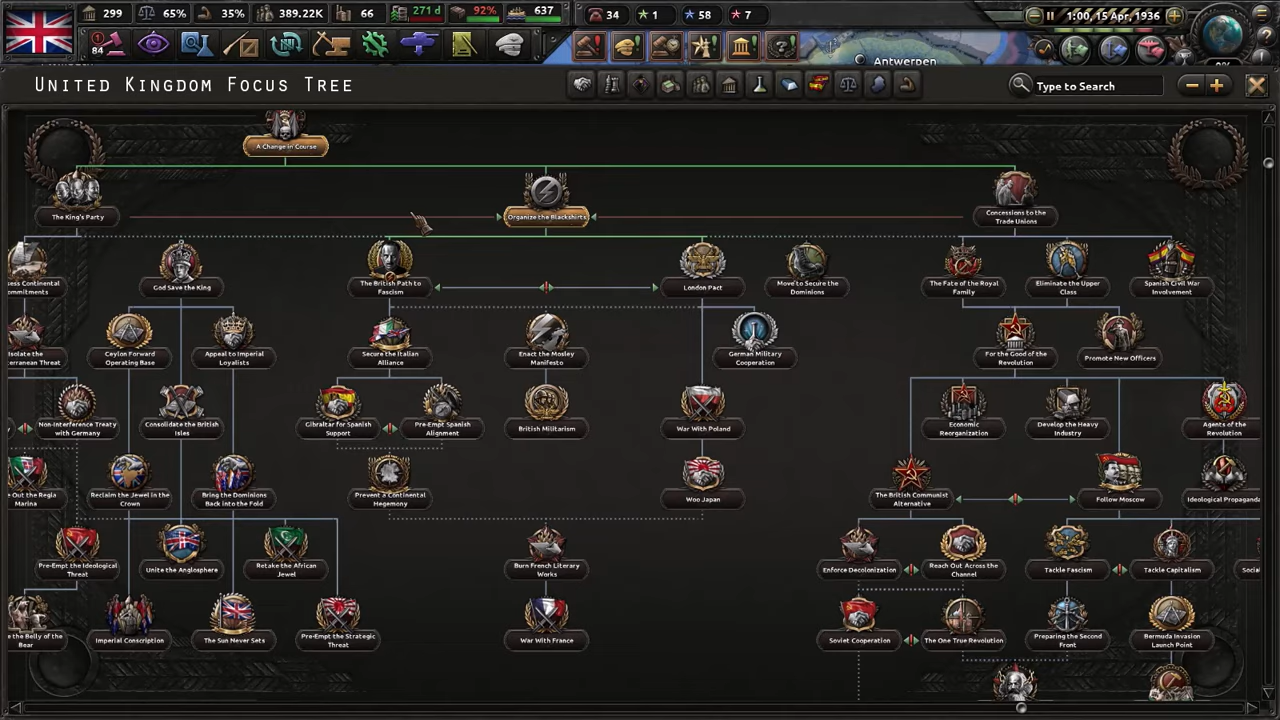 299
65%
35%
389.22K
66
271 d
92%
637
34
1
58
7
1:00, 15 Apr, 1936
84
Antwerpen
United Kingdom Focus Tree
Type to Search
A Change in Course
The King's Party
Organize the Blackshirts
Concessions to the
Trade Unions
God Save the King
The British Path to
Fascism
London Pact
Move to Secure the
Dominions
The Fate of the Royal
Family
Eliminate the Upper
Class
Spanish Civil War
Involvement
Ceylon Forward
Operating Base
Appeal to Imperial
Loyalists
Secure the Italian
Alliance
Enact the Mosley
Manifesto
German Military
Cooperation
For the Good of the
Revolution
Promote New Officers
Non-Interference Treaty
with Germany
Consolidate the British
Isles
Gibraltar for Spanish
Support
Pre-Empt Spanish
Alignment
British Militarism
War With Poland
Economic
Reorganization
Develop the Heavy
Industry
Agents of the
Revolution
e Out the Regia
Marina
Reclaim the Jewel in the
Crown
Bring the Dominions
Back into the Fold
Prevent a Continental
Hegemony
Woo Japan
The British Communist
Alternative
Follow Moscow
Ideological Propagand
Pre-Empt the Ideological
Threat
Unite the Anglosphere
Retake the African
Jewel
Burn French Literary
Works
Enforce Decolonization
Reach Out Across the
Channel
Tackle Fascism
Tackle Capitalism
Social
e the Belly of the
Bear
Imperial Conscription
The Sun Never Sets
Pre-Empt the Strategic
Threat
War With France
Soviet Cooperation
The One True Revolution
Preparing the Second
Front
Bermuda Invasion
Launch Point